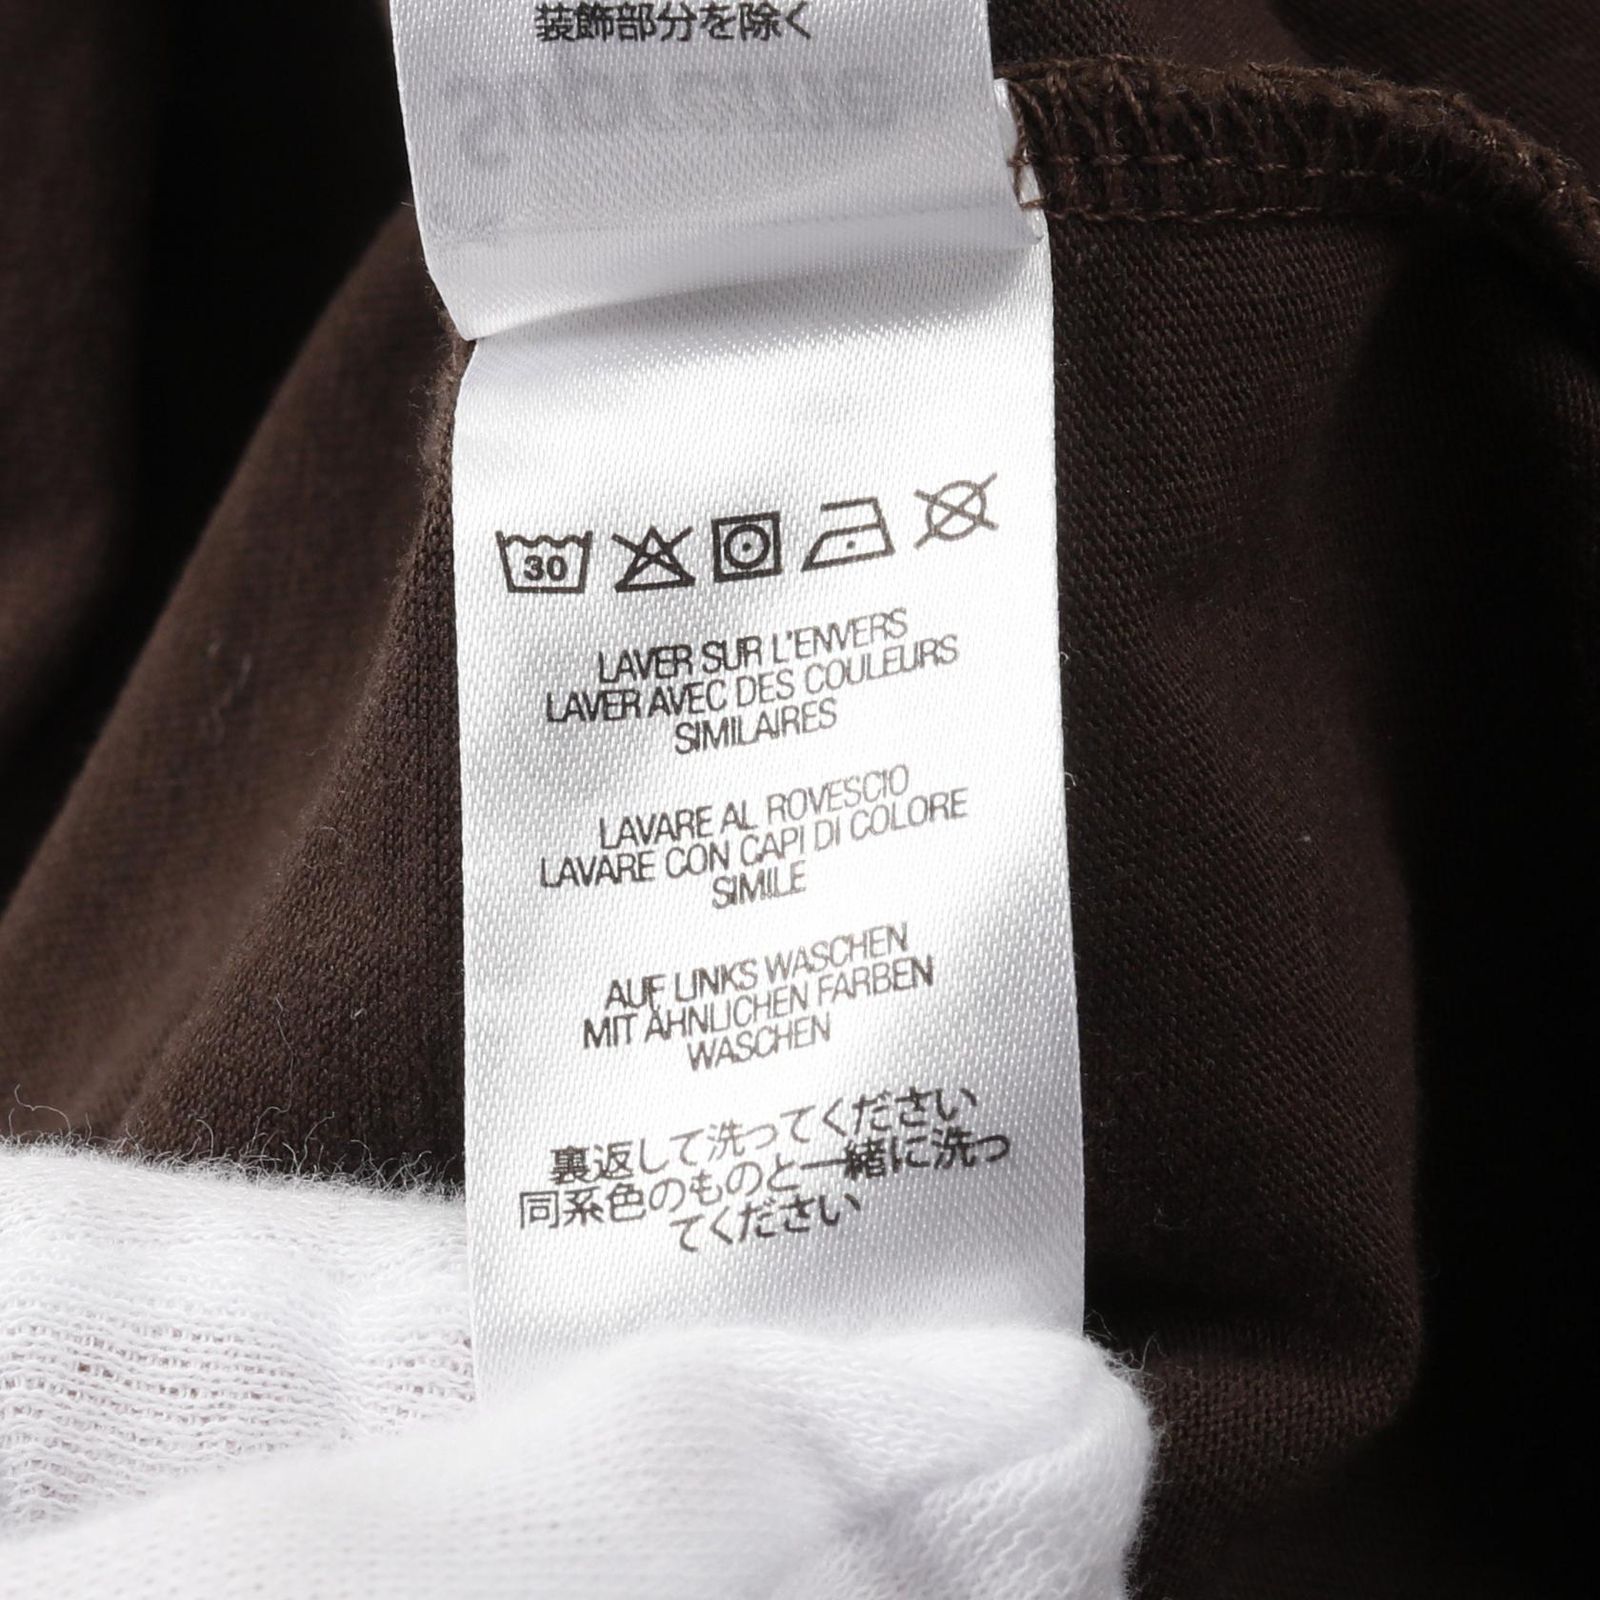 装飾部分を除く
30
LAVER SUR L'ENVERS
LAVER AVEC DES COULEURS
SIMILAIRES
LAVARE AL ROVESCIO
LAVARE CON CAPI DI COLORE
SIMILE
AUF LINKS WASCHEN
MIT ÄHNLICHEN FARBEN
WASCHEN
裏返して洗ってください
同系色のものと一緒に洗っ
てください